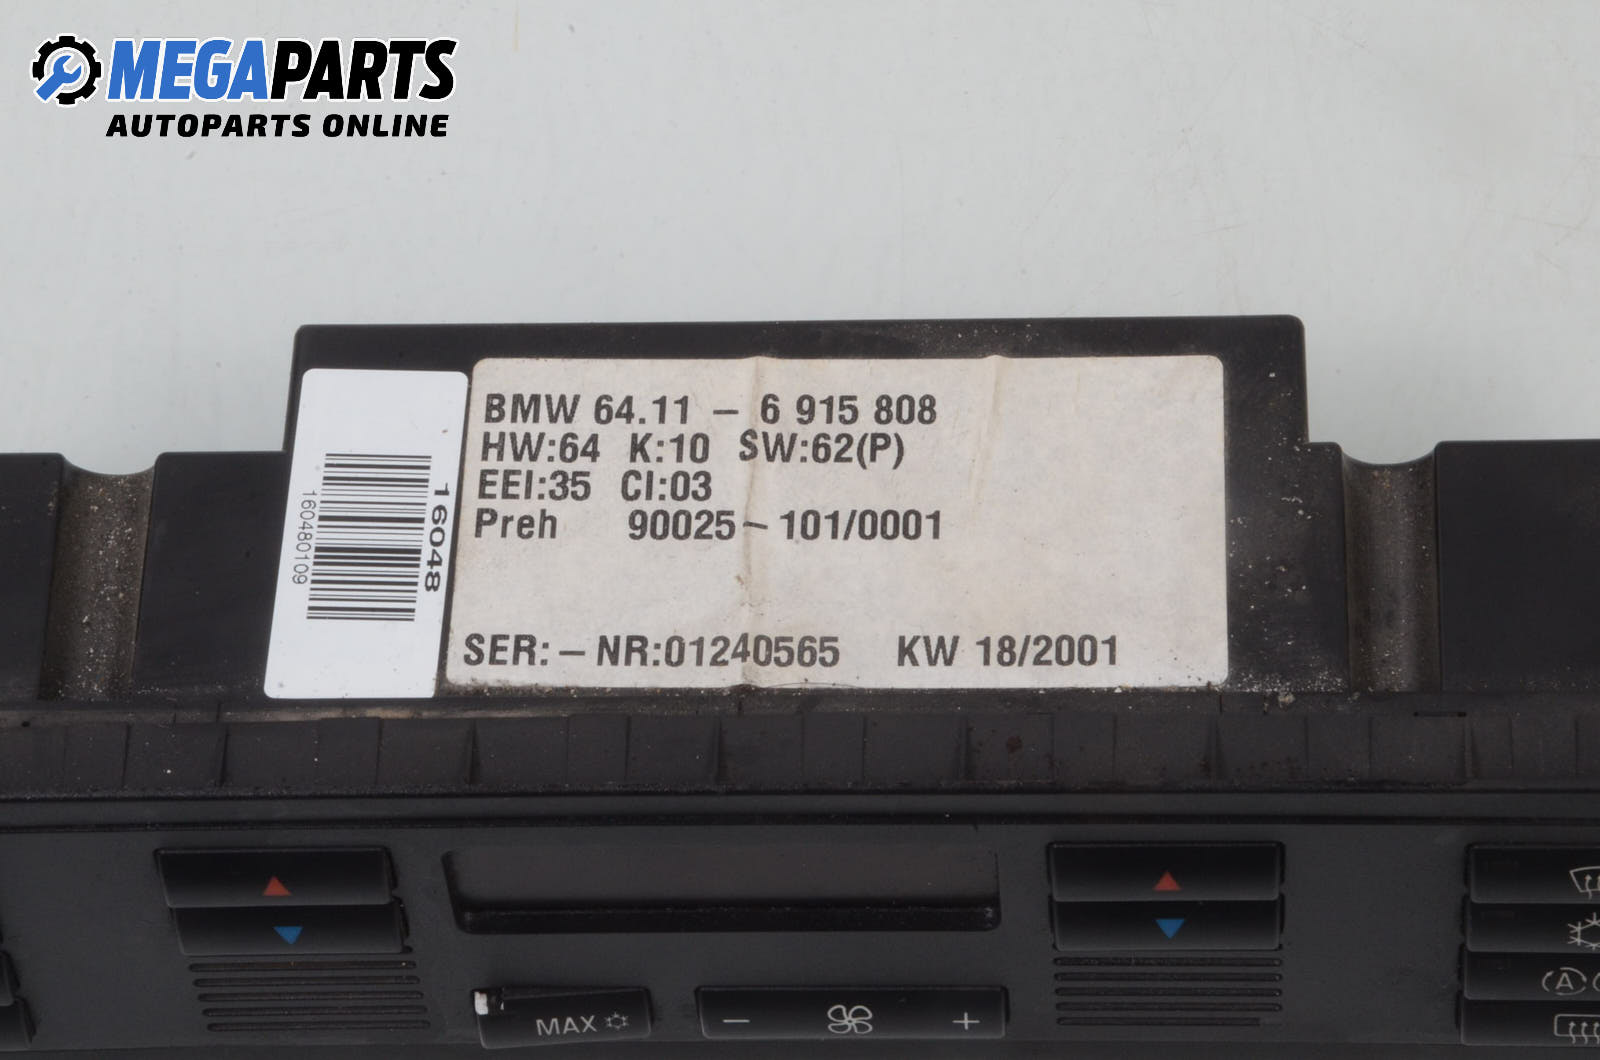 MEGAPARTS
AUTOPARTS ONLINE
BMW 64.11 - 6 915 808
HW:64 K:10 SW:62(P)
EEI:35 CI:03
Preh 90025-101/0001
SER:-NR:01240565 KW 18/2001
16048
160480109
MAX
- +
A